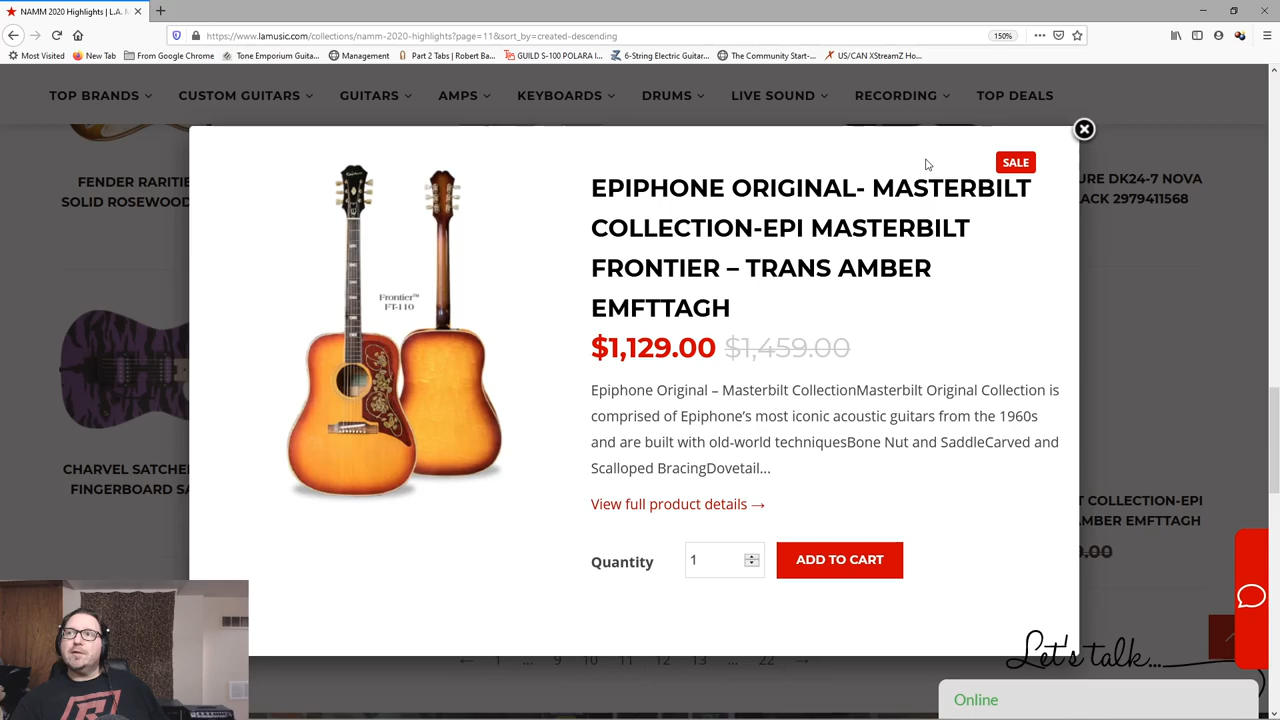 NAMM 2020 Highlights | L.A. M
https://www.lamusic.com/collections/namm-2020-highlights?page=11&sort_by=created-descending
150%
Most Visited
New Tab
From Google Chrome
Tone Emporium Guita...
Management
Part 2 Tabs | Robert Ba...
GUILD S-100 POLARA I...
6-String Electric Guitar...
The Community Start-...
US/CAN XStreamZ Ho...
TOP BRANDS
CUSTOM GUITARS
GUITARS
AMPS
KEYBOARDS
DRUMS
LIVE SOUND
RECORDING
TOP DEALS
FENDER RARITIE
SOLID ROSEWOOD
URE DK24-7 NOVA
ACK 2979411568
SALE
EPIPHONE ORIGINAL- MASTERBILT
COLLECTION-EPI MASTERBILT
FRONTIER – TRANS AMBER
EMFTTAGH
$1,129.00 $1,459.00
Frontier™
FT-110
Epiphone Original – Masterbilt CollectionMasterbilt Original Collection is
comprised of Epiphone's most iconic acoustic guitars from the 1960s
and are built with old-world techniquesBone Nut and SaddleCarved and
Scalloped BracingDovetail...
View full product details →
Quantity
1
ADD TO CART
CHARVEL SATCHE
FINGERBOARD SA
T COLLECTION-EPI
AMBER EMFTTAGH
9.00
← 1 ... 9 10 11 12 13 ... 22 →
Let's talk...
Online